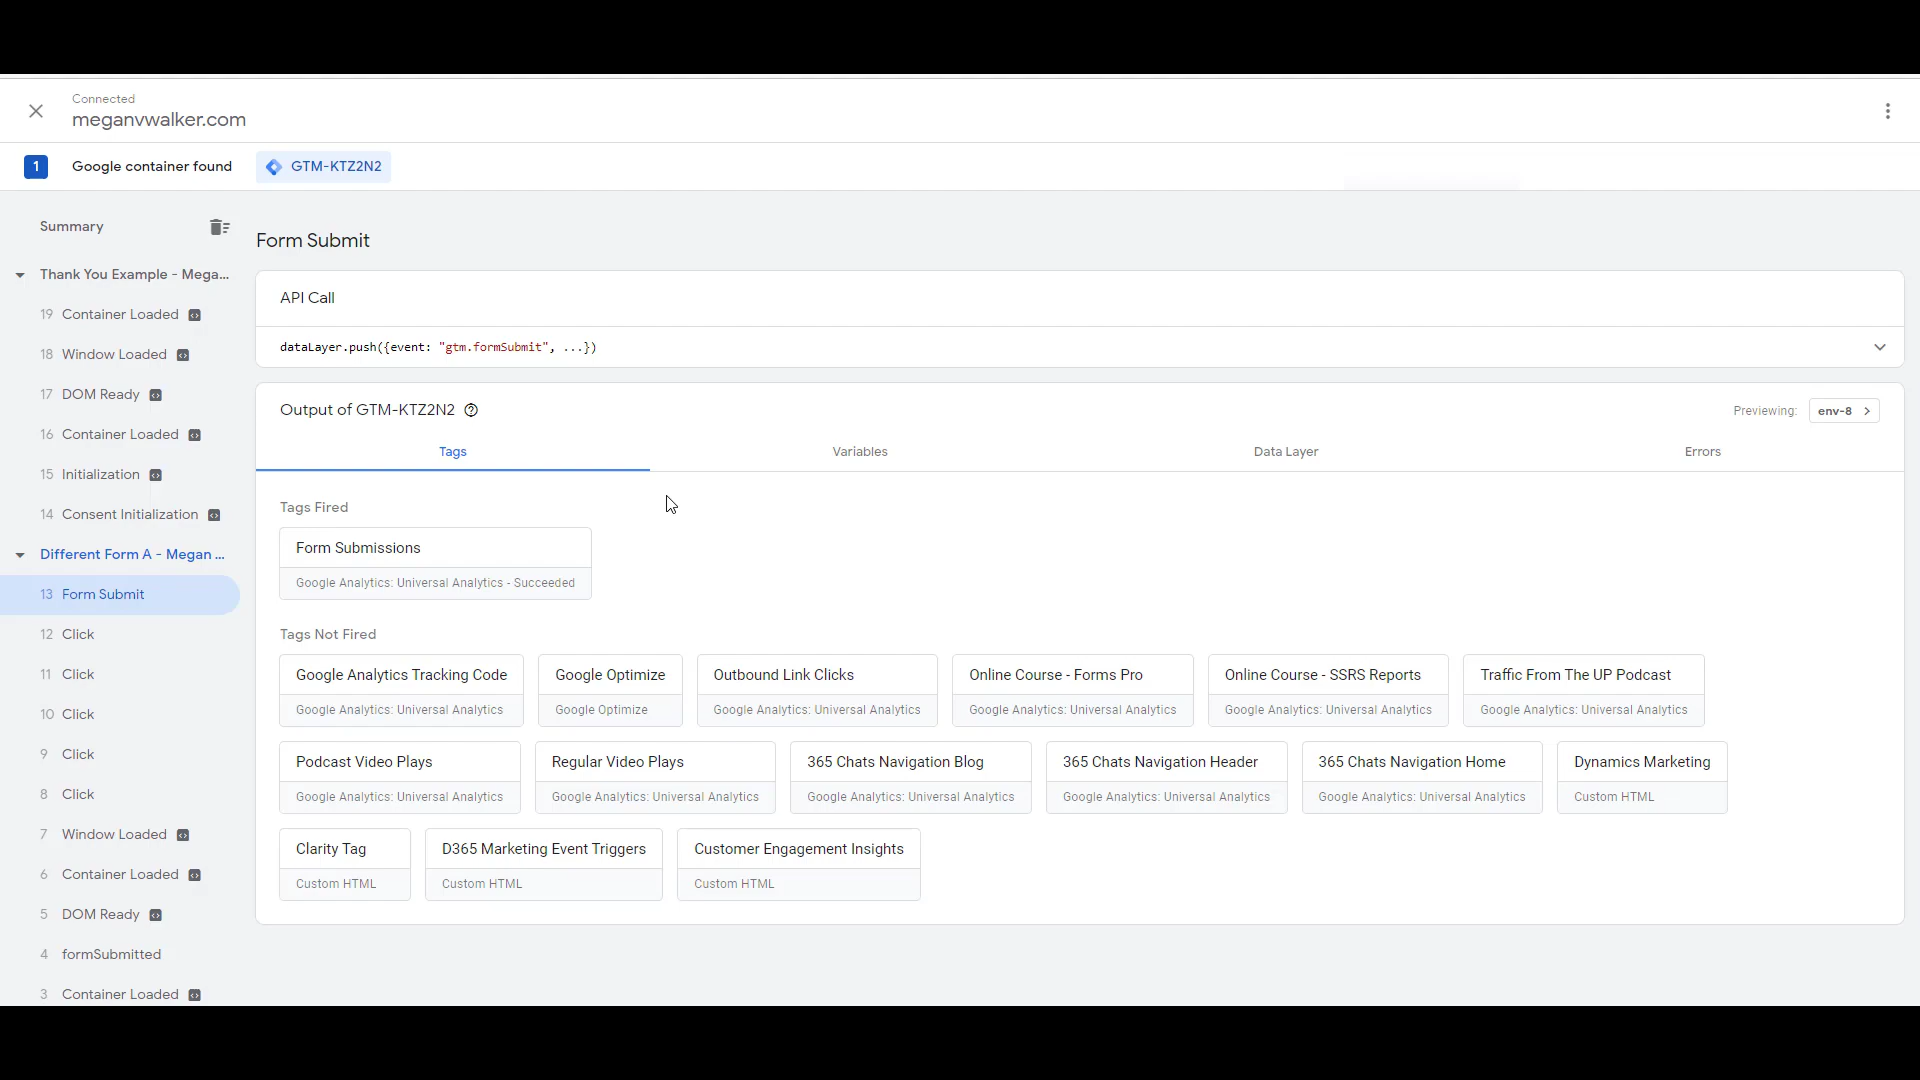 Connected
meganvwalker.com
1 Google container found GTM-KTZ2N2
Summary
Thank You Example - Mega...
19 Container Loaded
18 Window Loaded
17 DOM Ready
16 Container Loaded
15 Initialization
14 Consent Initialization
Different Form A - Megan ...
13 Form Submit
12 Click
11 Click
10 Click
9 Click
8 Click
7 Window Loaded
6 Container Loaded
5 DOM Ready
4 formSubmitted
3 Container Loaded
Form Submit
API Call
dataLayer.push({event: "gtm.formSubmit", ...})
Output of GTM-KTZ2N2
Previewing: env-8
Tags Variables Data Layer Errors
Tags Fired
Form Submissions
Google Analytics: Universal Analytics - Succeeded
Tags Not Fired
Google Analytics Tracking Code
Google Analytics: Universal Analytics
Google Optimize
Google Optimize
Outbound Link Clicks
Google Analytics: Universal Analytics
Online Course - Forms Pro
Google Analytics: Universal Analytics
Online Course - SSRS Reports
Google Analytics: Universal Analytics
Traffic From The UP Podcast
Google Analytics: Universal Analytics
Podcast Video Plays
Google Analytics: Universal Analytics
Regular Video Plays
Google Analytics: Universal Analytics
365 Chats Navigation Blog
Google Analytics: Universal Analytics
365 Chats Navigation Header
Google Analytics: Universal Analytics
365 Chats Navigation Home
Google Analytics: Universal Analytics
Dynamics Marketing
Custom HTML
Clarity Tag
Custom HTML
D365 Marketing Event Triggers
Custom HTML
Customer Engagement Insights
Custom HTML